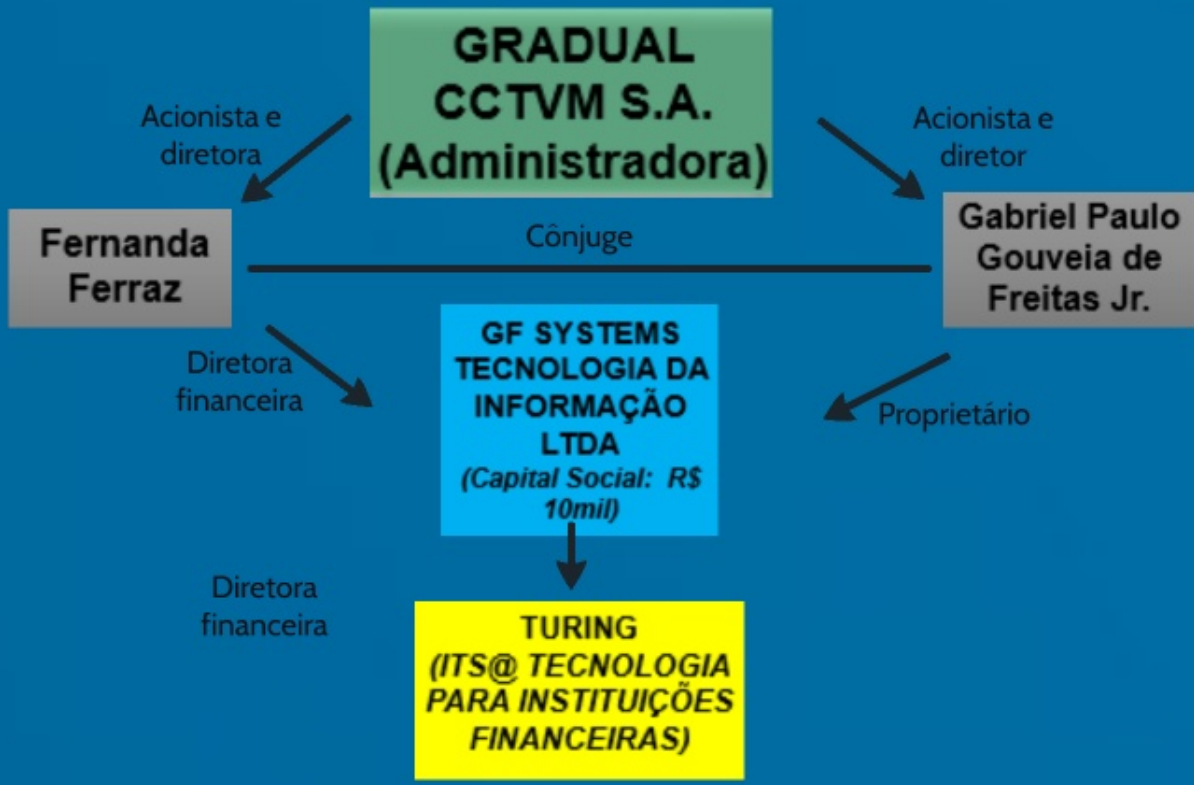 GRADUAL
CCTVM S.A.
(Administradora)
Acionista e
diretora
Acionista e
diretor
Fernanda
Ferraz
Cônjuge
Gabriel Paulo
Gouveia de
Freitas Jr.
Diretora
financeira
GF SYSTEMS
TECNOLOGIA DA
INFORMAÇÃO
LTDA
(Capital Social: R$
10mil)
Proprietário
Diretora
financeira
TURING
(ITS@ TECNOLOGIA
PARA INSTITUIÇÕES
FINANCEIRAS)